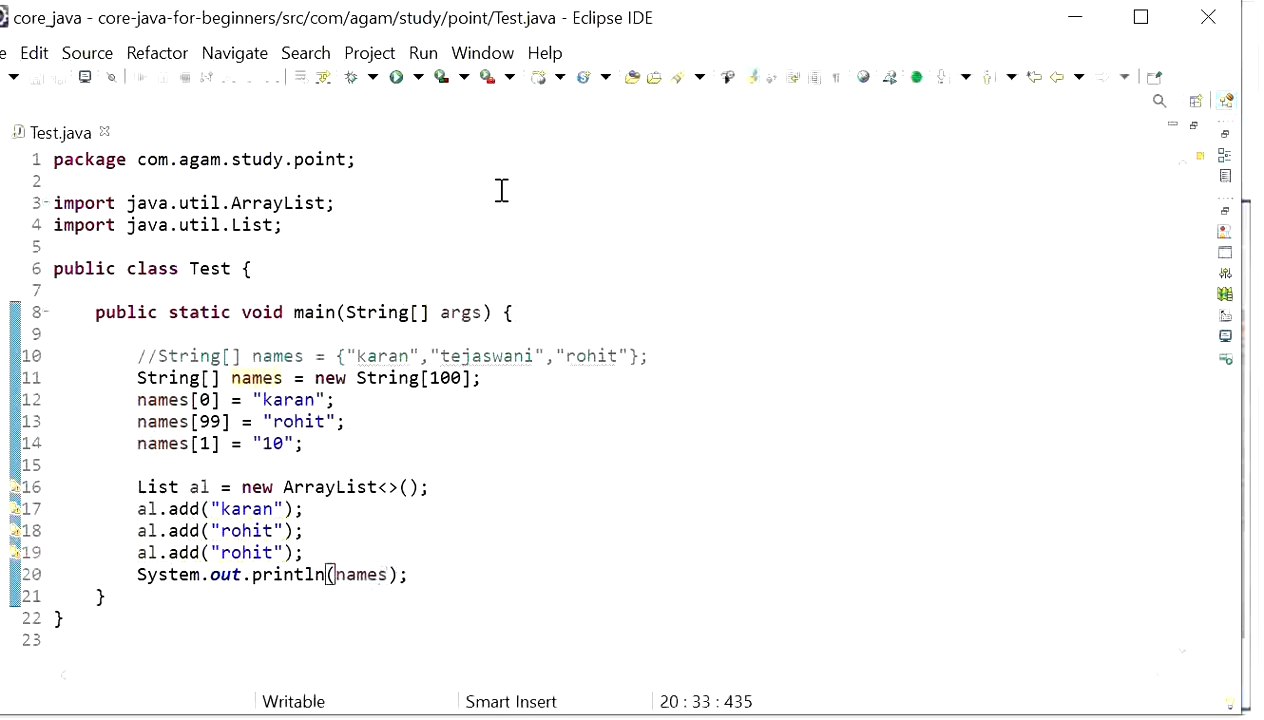 core_java - core-java-for-beginners/src/com/agam/study/point/Test.java - Eclipse IDE
e Edit Source Refactor Navigate Search Project Run Window Help
Test.java
1 package com.agam.study.point;
2
3 import java.util.ArrayList;
4 import java.util.List;
5
6 public class Test {
7
8 public static void main(String[] args) {
9
10 //String[] names = {"karan","tejaswani","rohit"};
11 String[] names = new String[100];
12 names[0] = "karan";
13 names[99] = "rohit";
14 names[1] = "10";
15
16 List al = new ArrayList<>();
17 al.add("karan");
18 al.add("rohit");
19 al.add("rohit");
20 System.out.println(names);
21 }
22 }
23
Writable Smart Insert 20 : 33 : 435